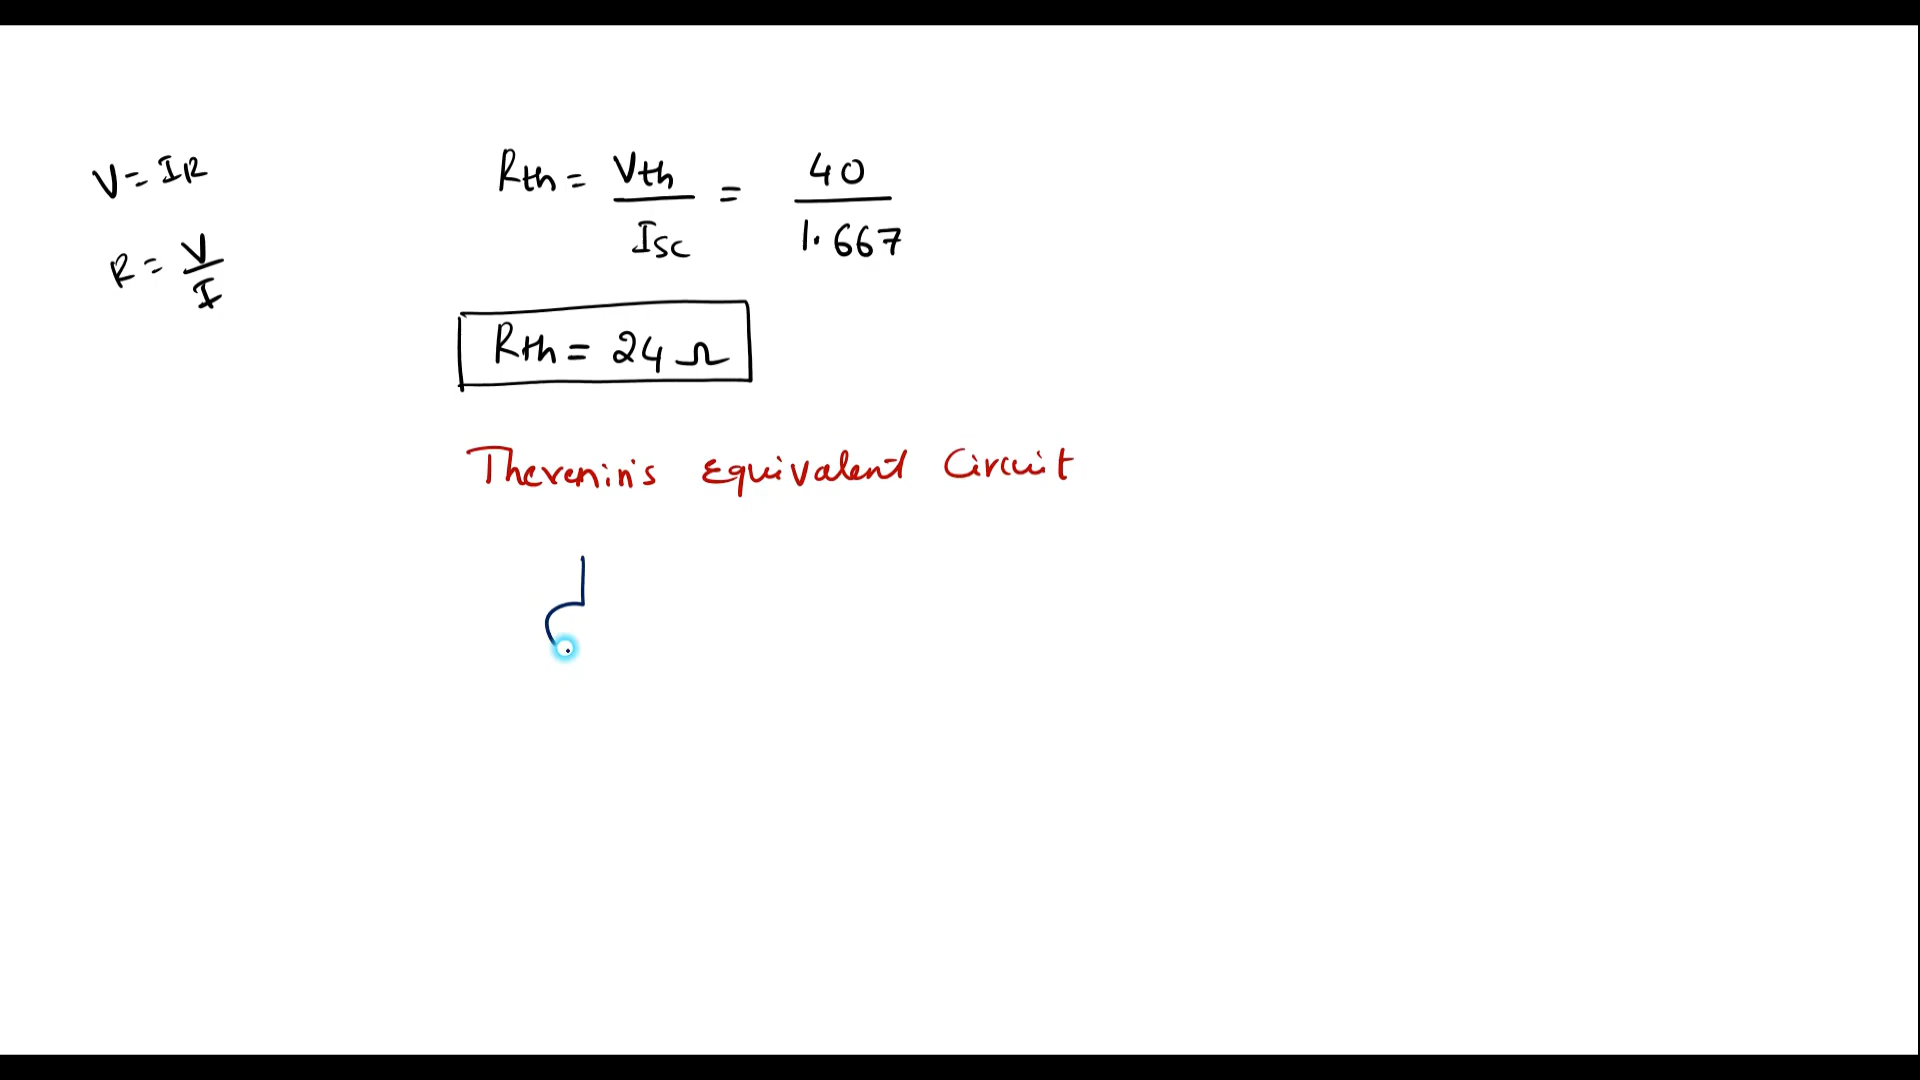 V = IR
R = V/I
Rth = Vth/Isc = 40/1.667
Rth = 24 Ω
Thevenin's Equivalent Circuit